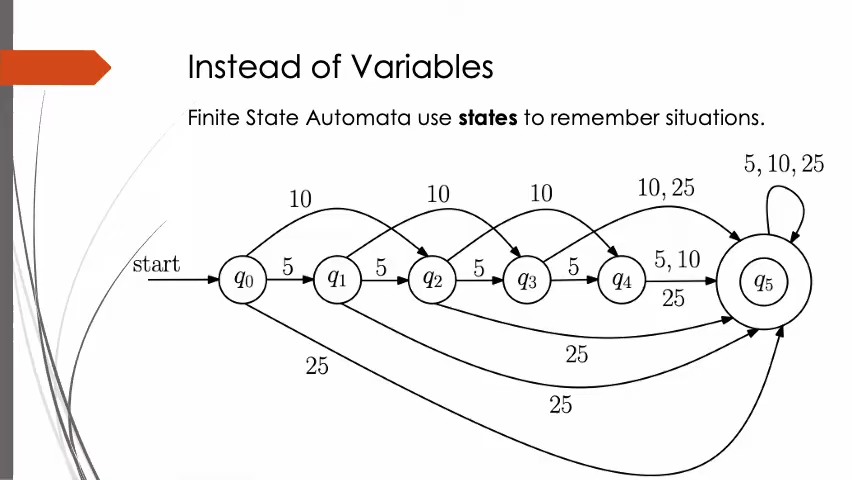 Instead of Variables
Finite State Automata use states to remember situations.
5, 10, 25
10
10
10
10, 25
start
q0
5
q1
5
q2
5
q3
5
q4
5, 10
25
q5
25
25
25